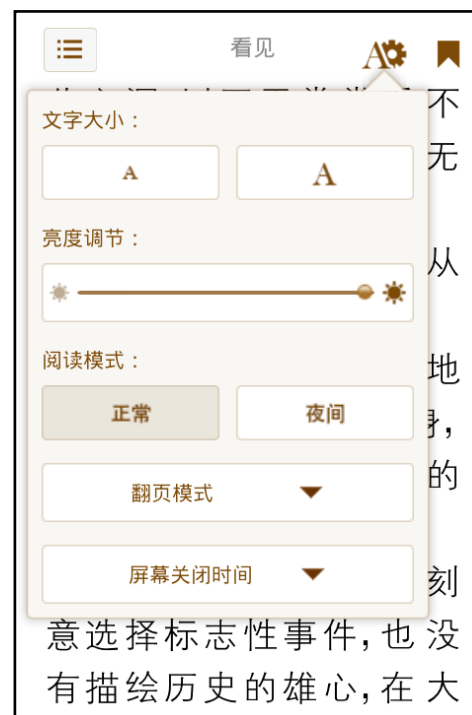 看见
A
不
文字大小：
A A
无
亮度调节：
从
阅读模式：
地
正常 夜间
，
的
翻页模式
屏幕关闭时间
刻
意选择标志性事件，也没
有描绘历史的雄心，在大